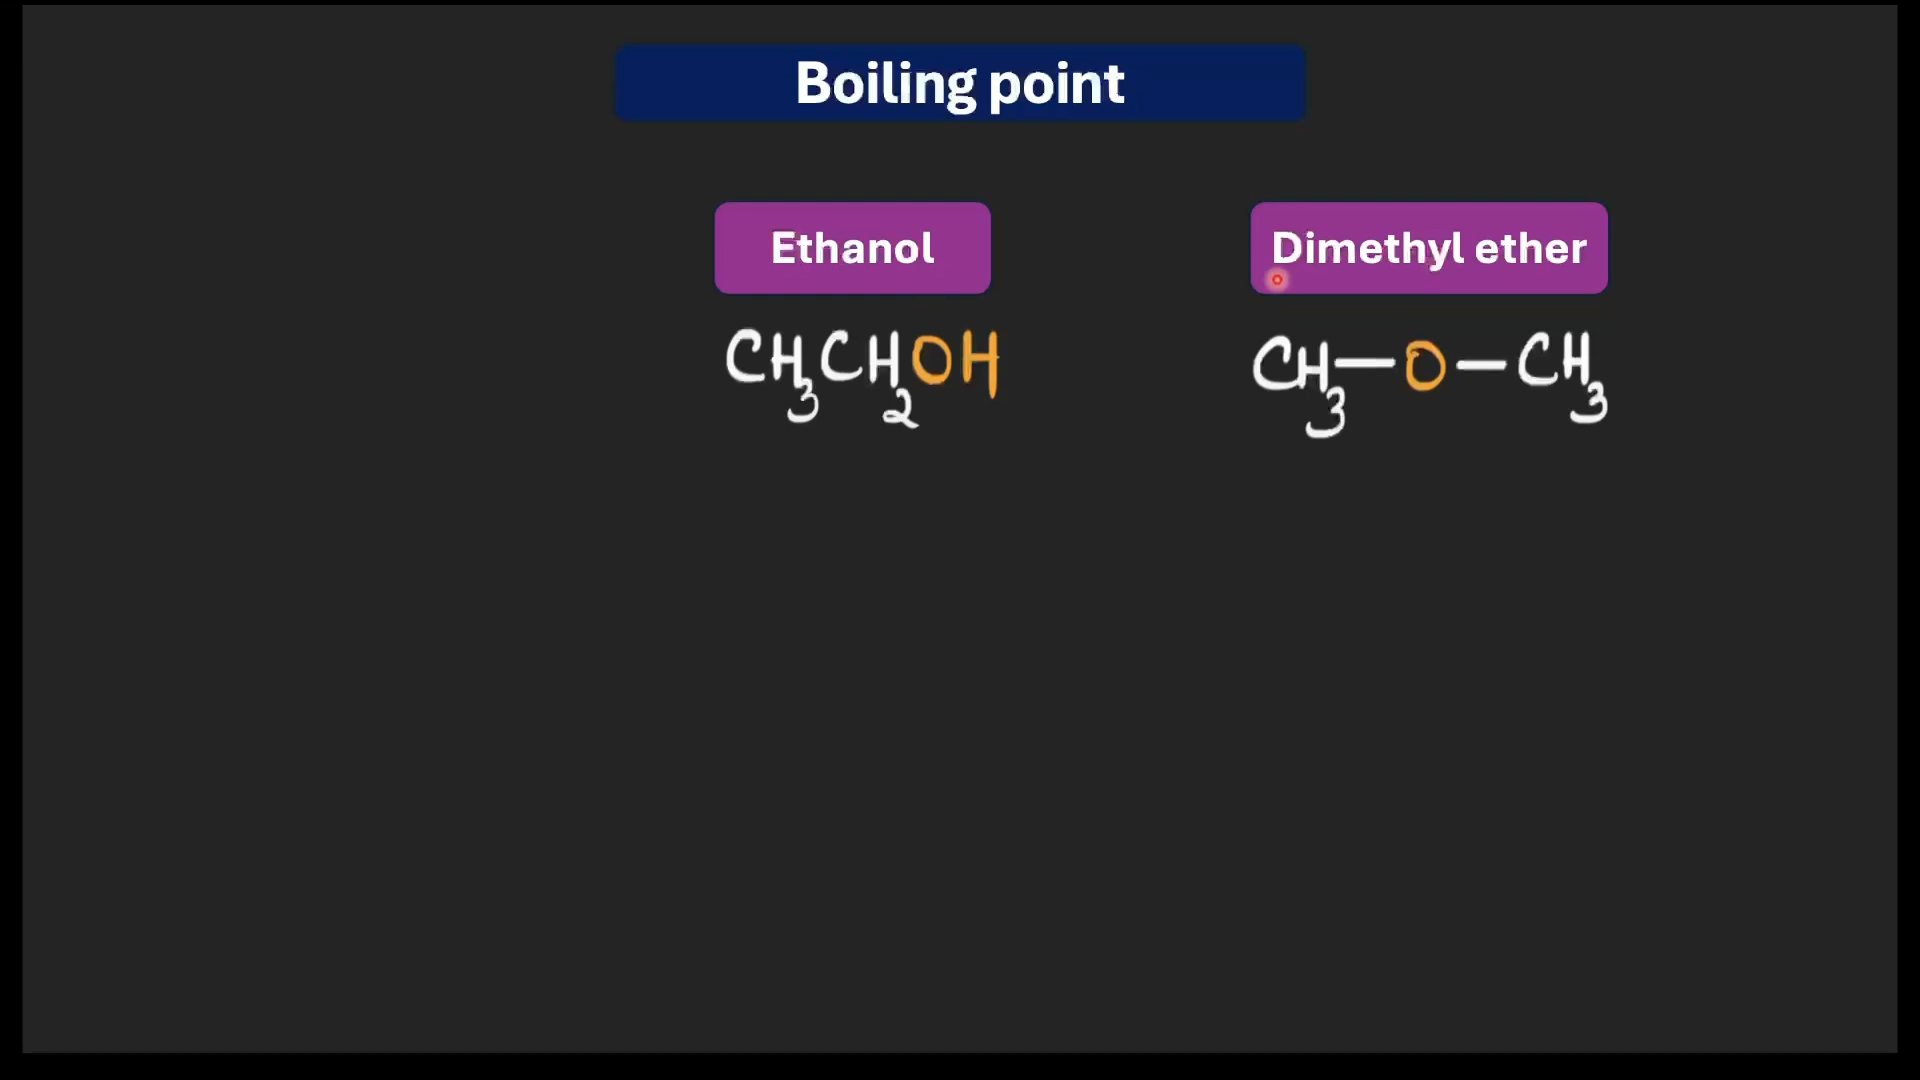 Boiling point
Ethanol
Dimethyl ether
CH₃CH₂OH
CH₃—O—CH₃